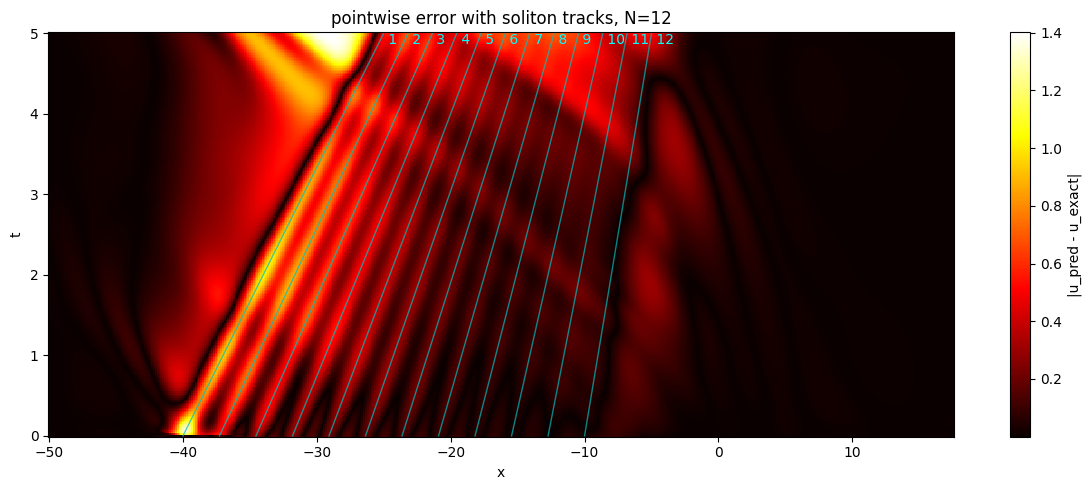 pointwise error with soliton tracks, N=12
1 2 3 4 5 6 7 8 9 10 11 12
5
4
3
2
1
0
t
−50 −40 −30 −20 −10 0 10
x
1.4
1.2
1.0
0.8
0.6
0.4
0.2
|u_pred - u_exact|